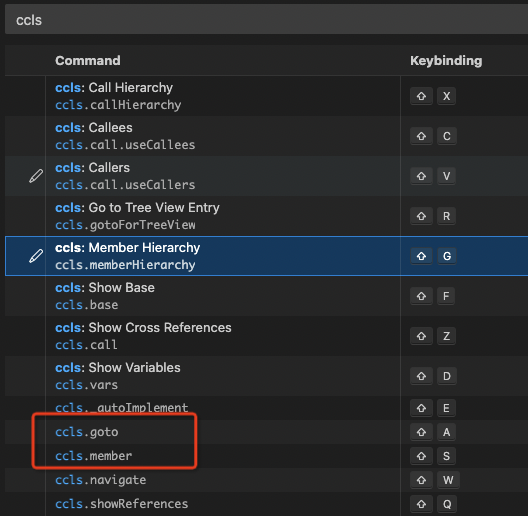 ccls
Command Keybinding
ccls: Call Hierarchy
ccls.callHierarchy
⇧ X
ccls: Callees
ccls.call.useCallees
⇧ C
ccls: Callers
ccls.call.useCallers
⇧ V
ccls: Go to Tree View Entry
ccls.gotoForTreeView
⇧ R
ccls: Member Hierarchy
ccls.memberHierarchy
⇧ G
ccls: Show Base
ccls.base
⇧ F
ccls: Show Cross References
ccls.call
⇧ Z
ccls: Show Variables
ccls.vars
⇧ D
ccls._autoImplement ⇧ E
ccls.goto ⇧ A
ccls.member ⇧ S
ccls.navigate ⇧ W
ccls.showReferences ⇧ Q